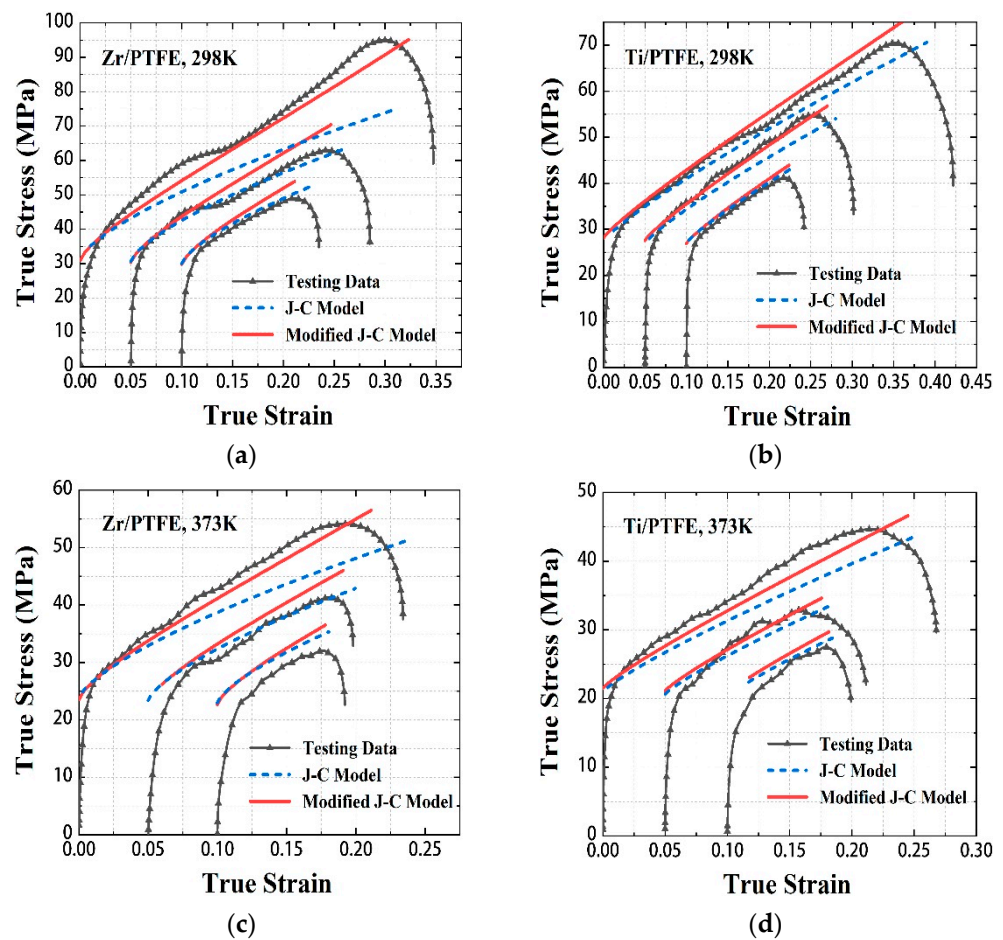 Zr/PTFE, 298K
True Stress (MPa)
100
90
80
70
60
50
40
30
20
10
0
Testing Data
J-C Model
Modified J-C Model
0.00 0.05 0.10 0.15 0.20 0.25 0.30 0.35
True Strain
(a)
Ti/PTFE, 298K
True Stress (MPa)
70
60
50
40
30
20
10
0
Testing Data
J-C Model
Modified J-C Model
0.00 0.05 0.10 0.15 0.20 0.25 0.30 0.35 0.40 0.45
True Strain
(b)
Zr/PTFE, 373K
True Stress (MPa)
60
50
40
30
20
10
0
Testing Data
J-C Model
Modified J-C Model
0.00 0.05 0.10 0.15 0.20 0.25
True Strain
(c)
Ti/PTFE, 373K
True Stress (MPa)
50
40
30
20
10
0
Testing Data
J-C Model
Modified J-C Model
0.00 0.05 0.10 0.15 0.20 0.25 0.30
True Strain
(d)